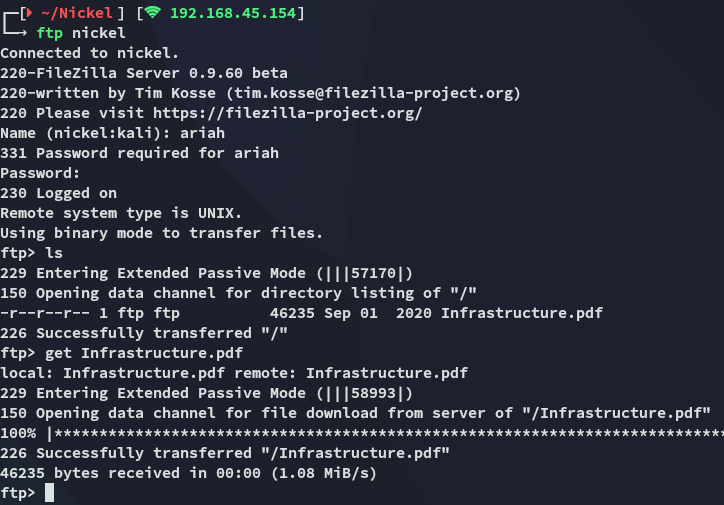 [~/Nickel] [192.168.45.154]
ftp nickel
Connected to nickel.
220-FileZilla Server 0.9.60 beta
220-written by Tim Kosse (tim.kosse@filezilla-project.org)
220 Please visit https://filezilla-project.org/
Name (nickel:kali): ariah
331 Password required for ariah
Password:
230 Logged on
Remote system type is UNIX.
Using binary mode to transfer files.
ftp> ls
229 Entering Extended Passive Mode (|||57170|)
150 Opening data channel for directory listing of "/"
-r--r--r-- 1 ftp ftp          46235 Sep 01  2020 Infrastructure.pdf
226 Successfully transferred "/"
ftp> get Infrastructure.pdf
local: Infrastructure.pdf remote: Infrastructure.pdf
229 Entering Extended Passive Mode (|||58993|)
150 Opening data channel for file download from server of "/Infrastructure.pdf"
100% |***************************************************************************
226 Successfully transferred "/Infrastructure.pdf"
46235 bytes received in 00:00 (1.08 MiB/s)
ftp>